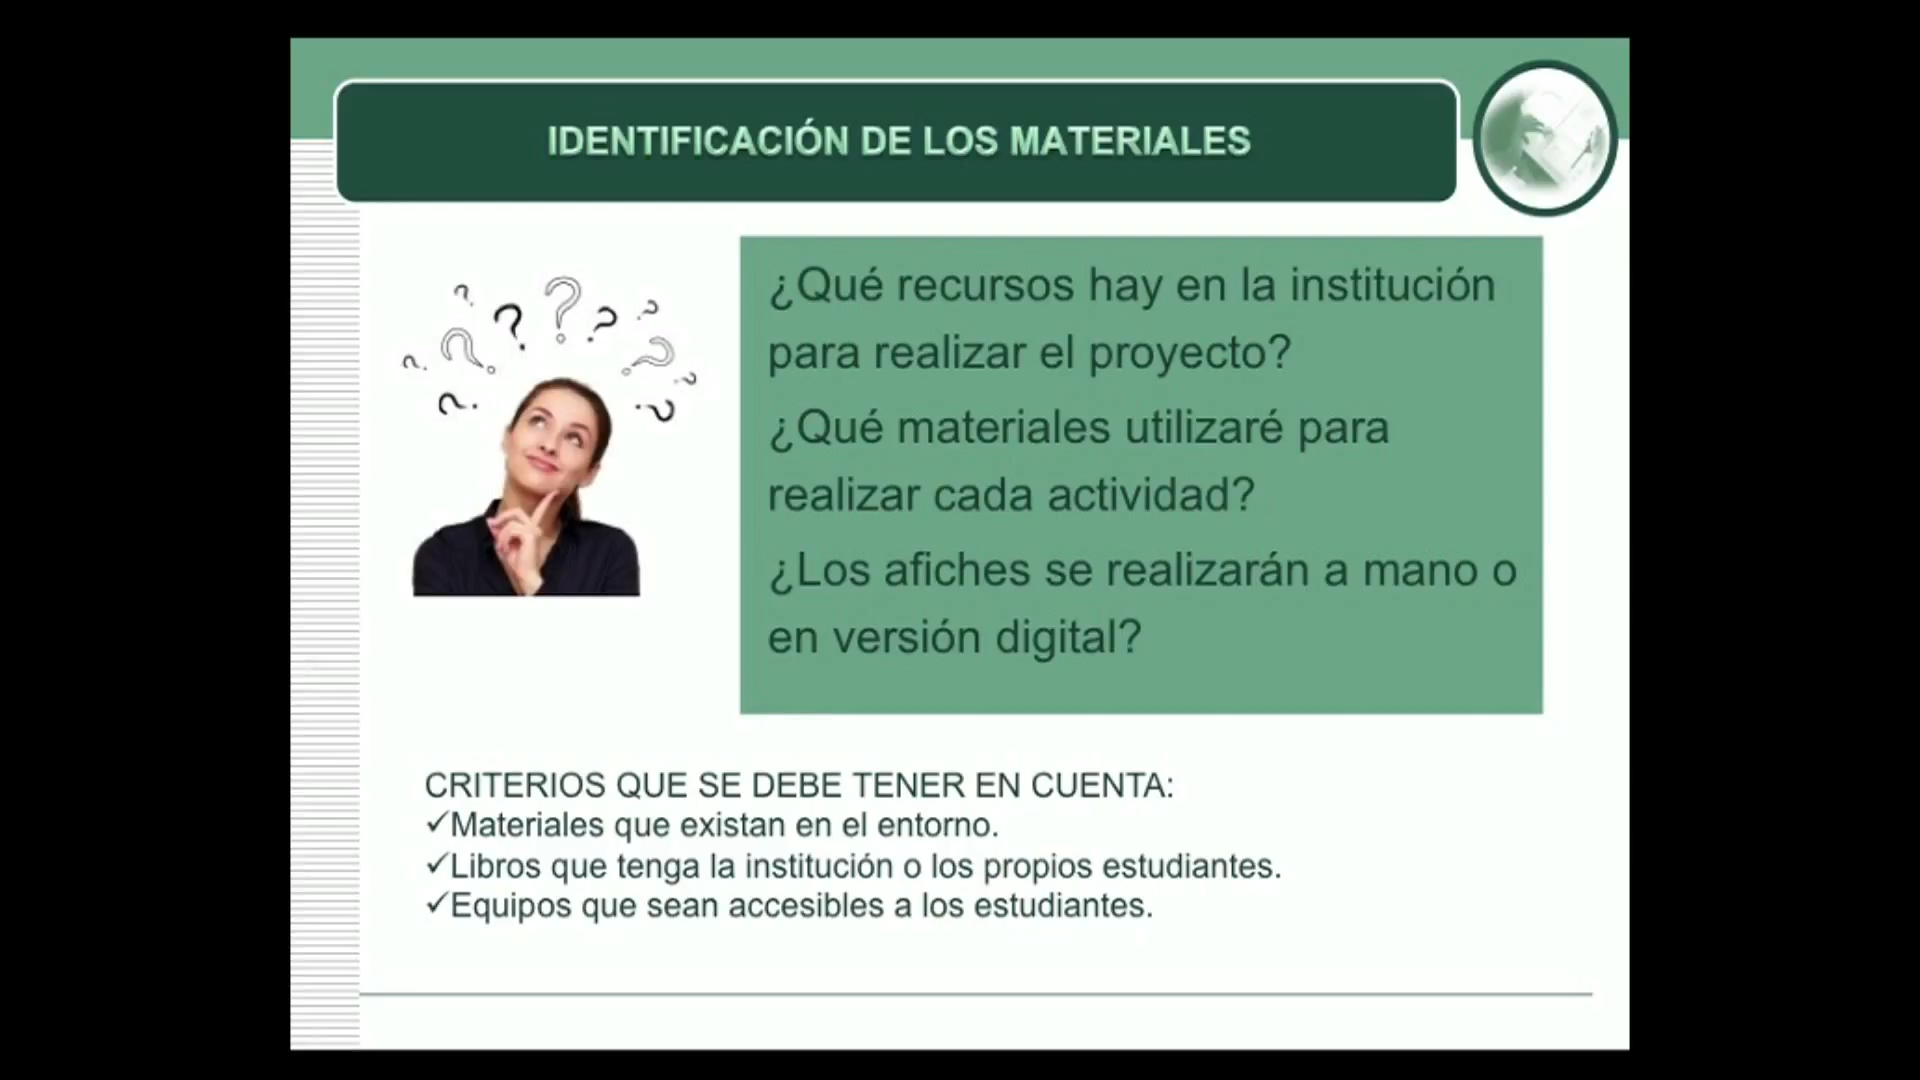 IDENTIFICACIÓN DE LOS MATERIALES
¿Qué recursos hay en la institución
para realizar el proyecto?
¿Qué materiales utilizaré para
realizar cada actividad?
¿Los afiches se realizarán a mano o
en versión digital?
CRITERIOS QUE SE DEBE TENER EN CUENTA:
✓Materiales que existan en el entorno.
✓Libros que tenga la institución o los propios estudiantes.
✓Equipos que sean accesibles a los estudiantes.